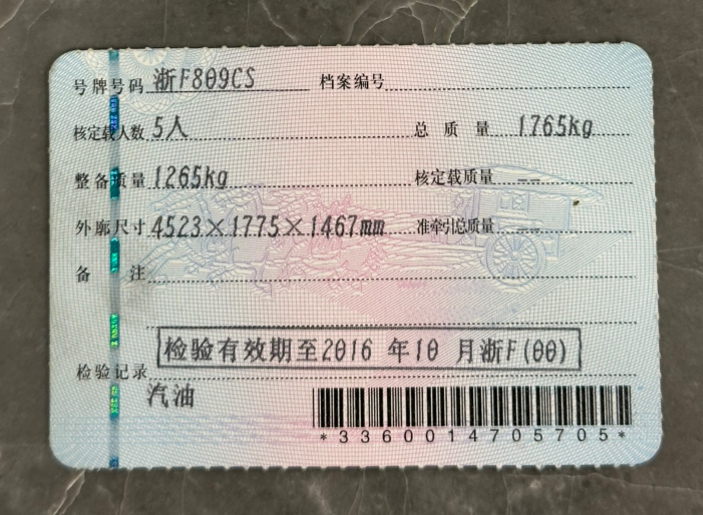 号牌号码 浙F809CS 档案编号
核定载人数 5人 总质量 1765kg
整备质量 1265kg 核定载质量 --
外廓尺寸 4523×1775×1467mm 准牵引总质量 --
备注
检验有效期至2016 年10 月浙F(00)
检验记录
汽油
*3360014705705*